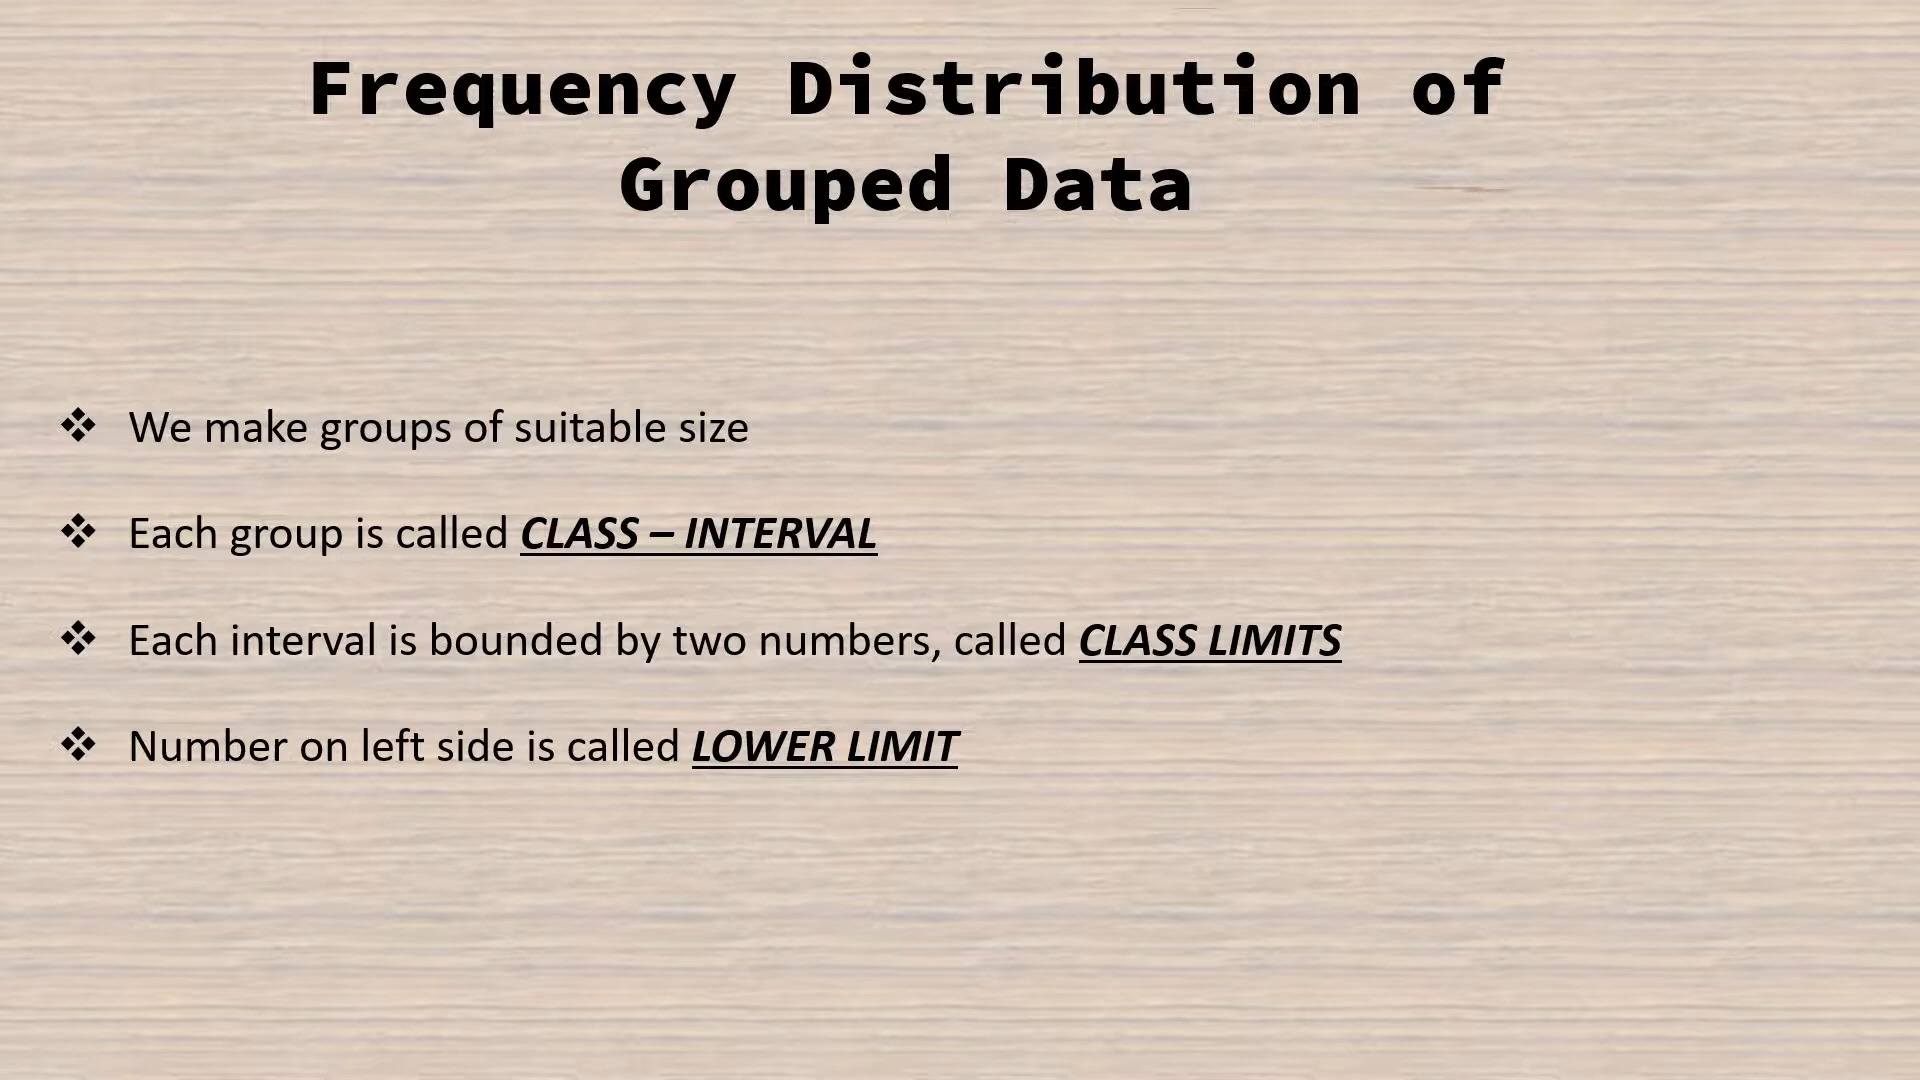 Frequency Distribution of
Grouped Data
❖ We make groups of suitable size
❖ Each group is called CLASS – INTERVAL
❖ Each interval is bounded by two numbers, called CLASS LIMITS
❖ Number on left side is called LOWER LIMIT